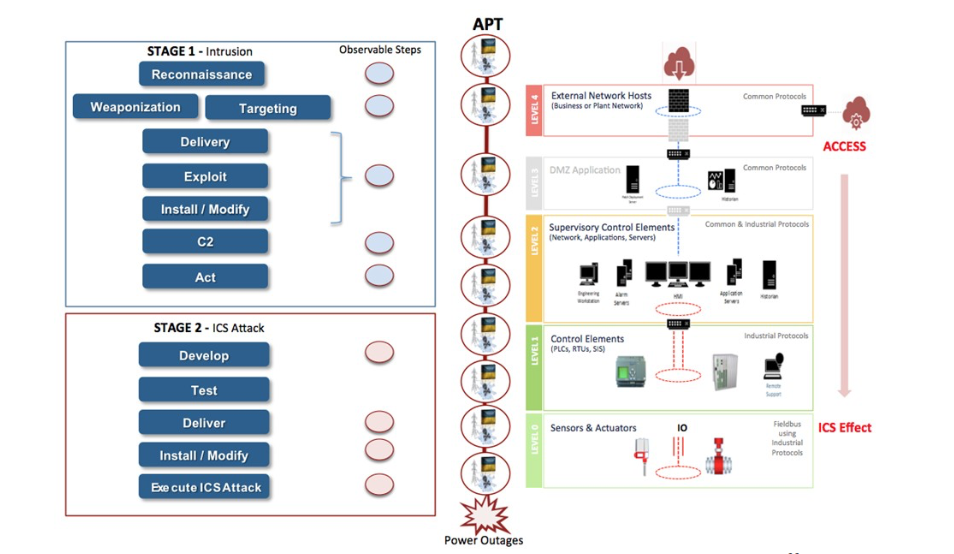 APT
STAGE 1 - Intrusion
Observable Steps
Reconnaissance
Weaponization
Targeting
Delivery
Exploit
Install / Modify
C2
Act
STAGE 2 - ICS Attack
Develop
Test
Deliver
Install / Modify
Execute ICS Attack
Power Outages
LEVEL 4
External Network Hosts
(Business or Plant Network)
Common Protocols
ACCESS
LEVEL 3
DMZ Application
Common Protocols
Historian
LEVEL 2
Supervisory Control Elements
(Network, Applications, Servers)
Common & Industrial Protocols
Engineering
Workstation
Alarm
Servers
HMI
Application
Servers
Historian
LEVEL 1
Control Elements
(PLCs, RTUs, SIS)
Industrial Protocols
Remote
Support
LEVEL 0
Sensors & Actuators
IO
Fieldbus
using
Industrial
Protocols
ICS Effect